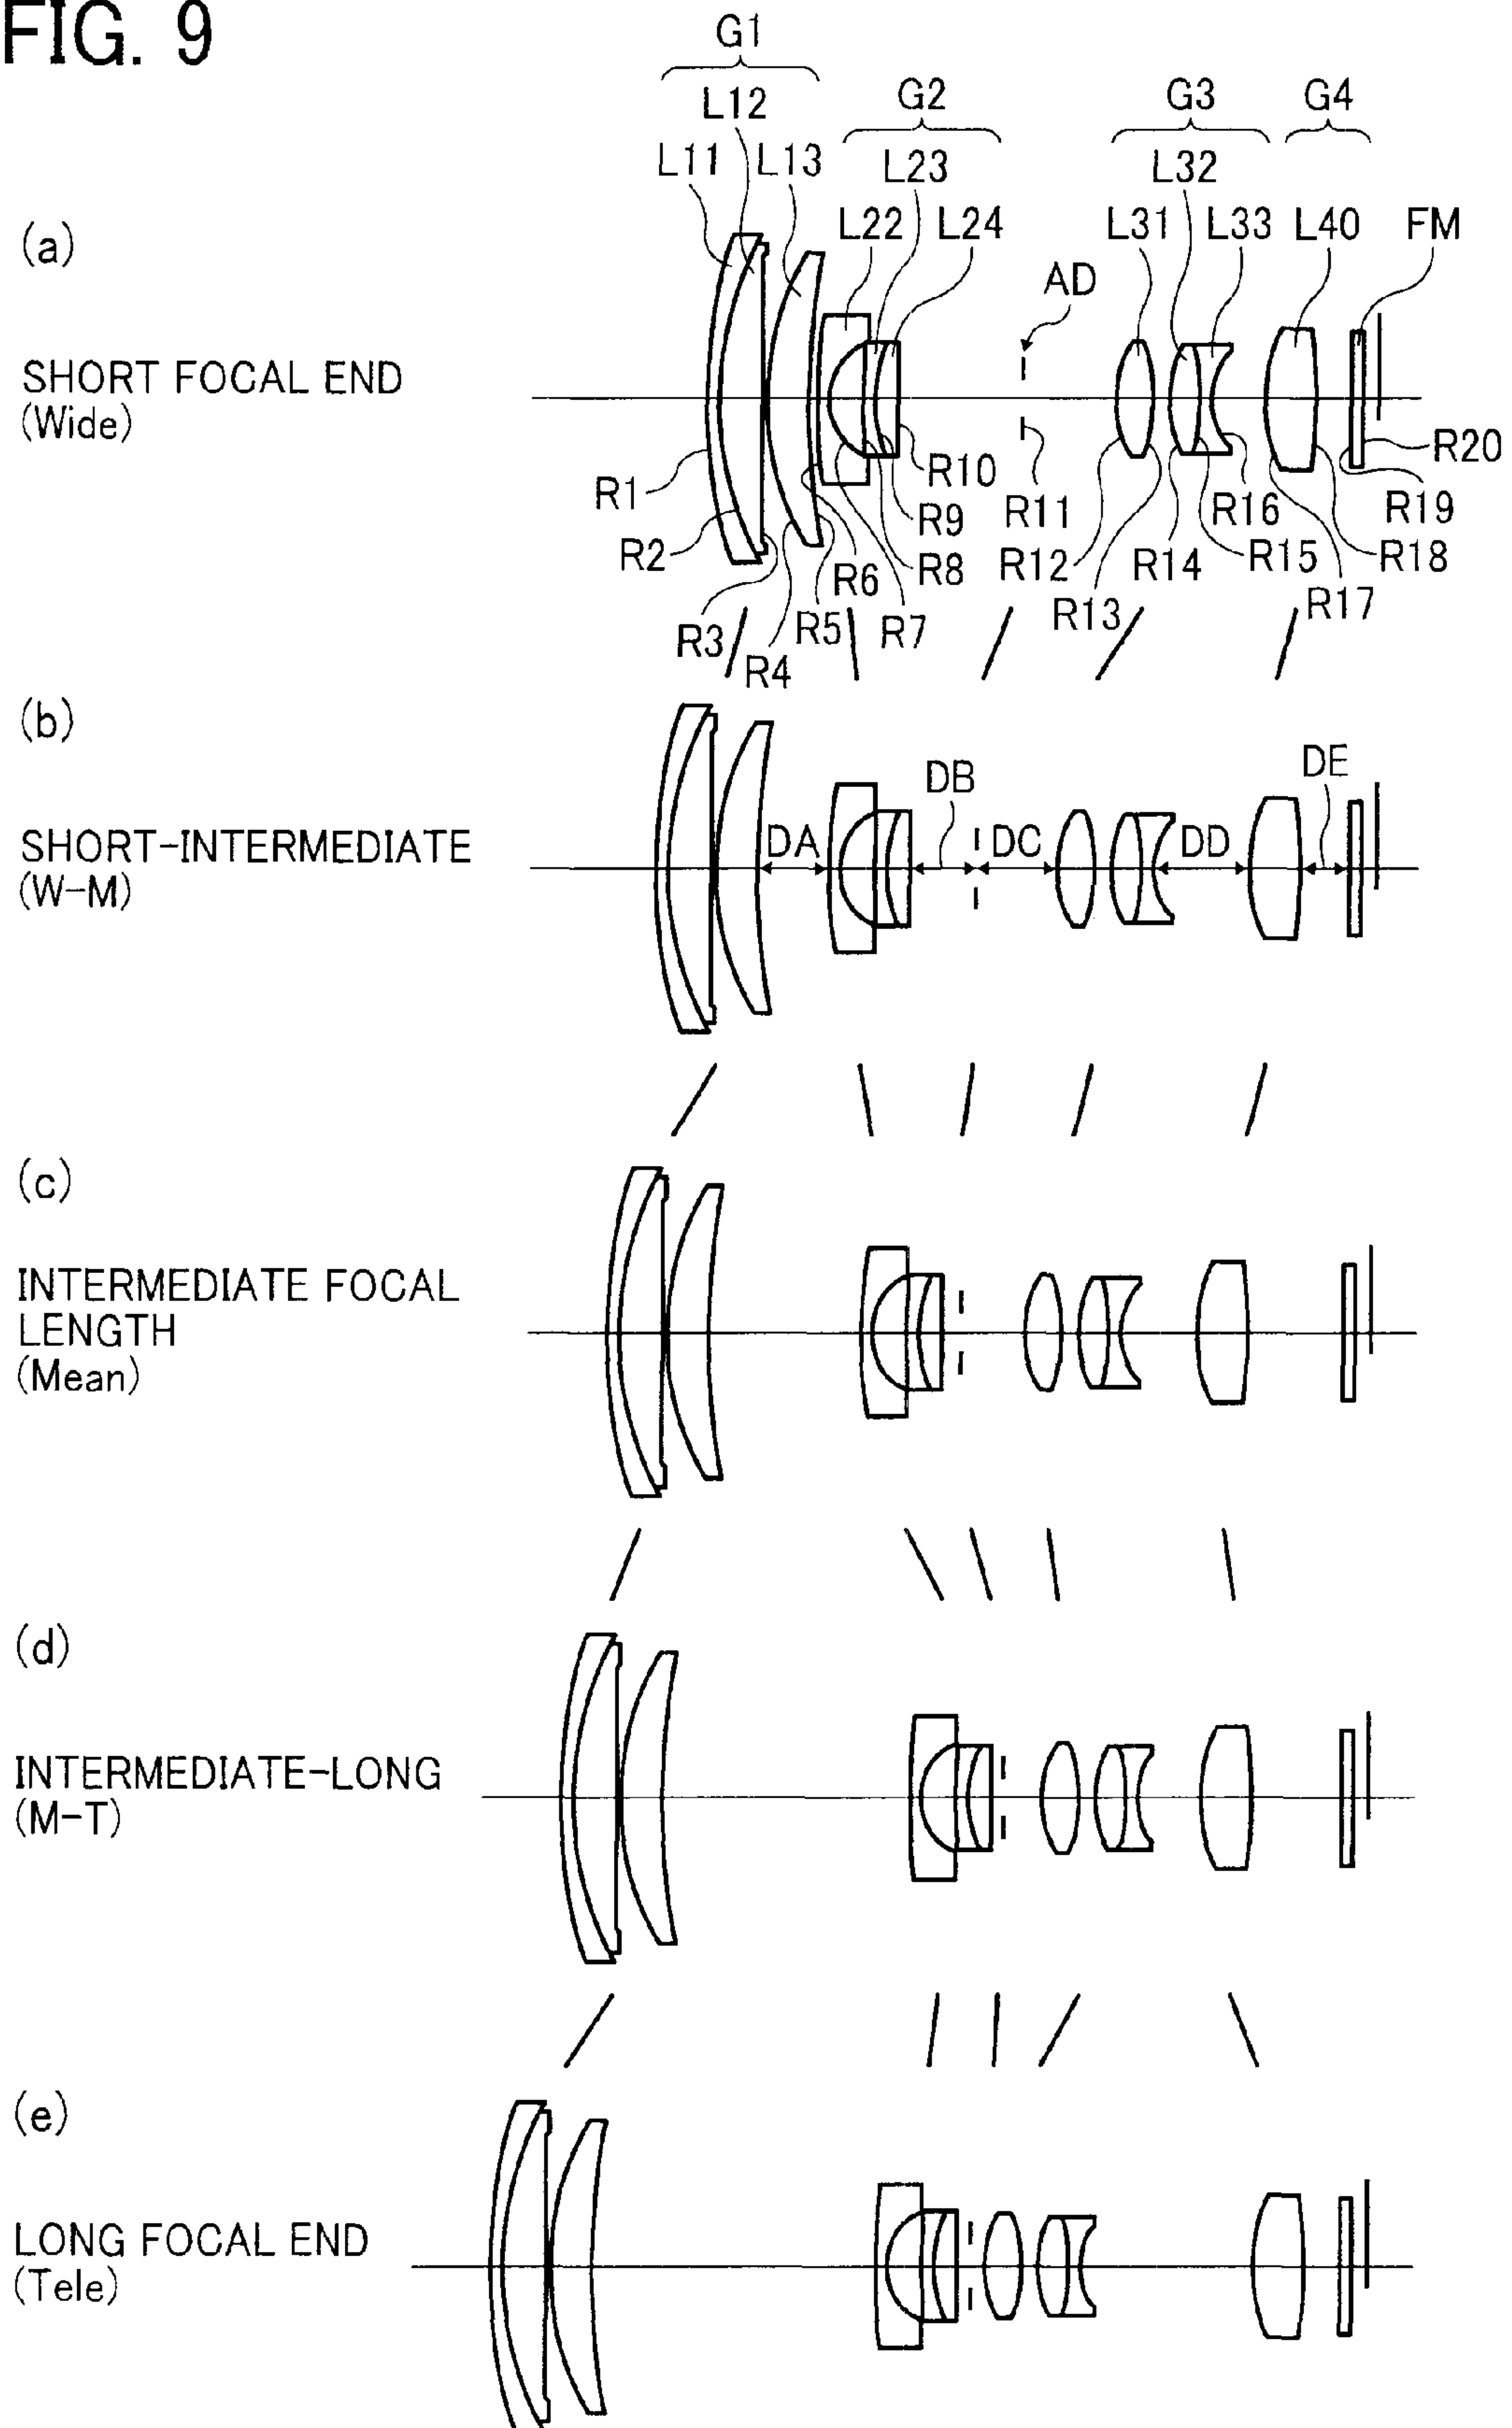 FIG. 9
G1
G2
G3
G4
L12
L11
L13
L23
L32
L22
L24
L31
L33
L40
FM
(a)
AD
SHORT FOCAL END
(Wide)
R1
R2
R3
R4
R5
R6
R7
R8
R9
R10
R11
R12
R13
R14
R15
R16
R17
R18
R19
R20
(b)
SHORT-INTERMEDIATE
(W-M)
DA
DB
DC
DD
DE
(c)
INTERMEDIATE FOCAL
LENGTH
(Mean)
(d)
INTERMEDIATE-LONG
(M-T)
(e)
LONG FOCAL END
(Tele)